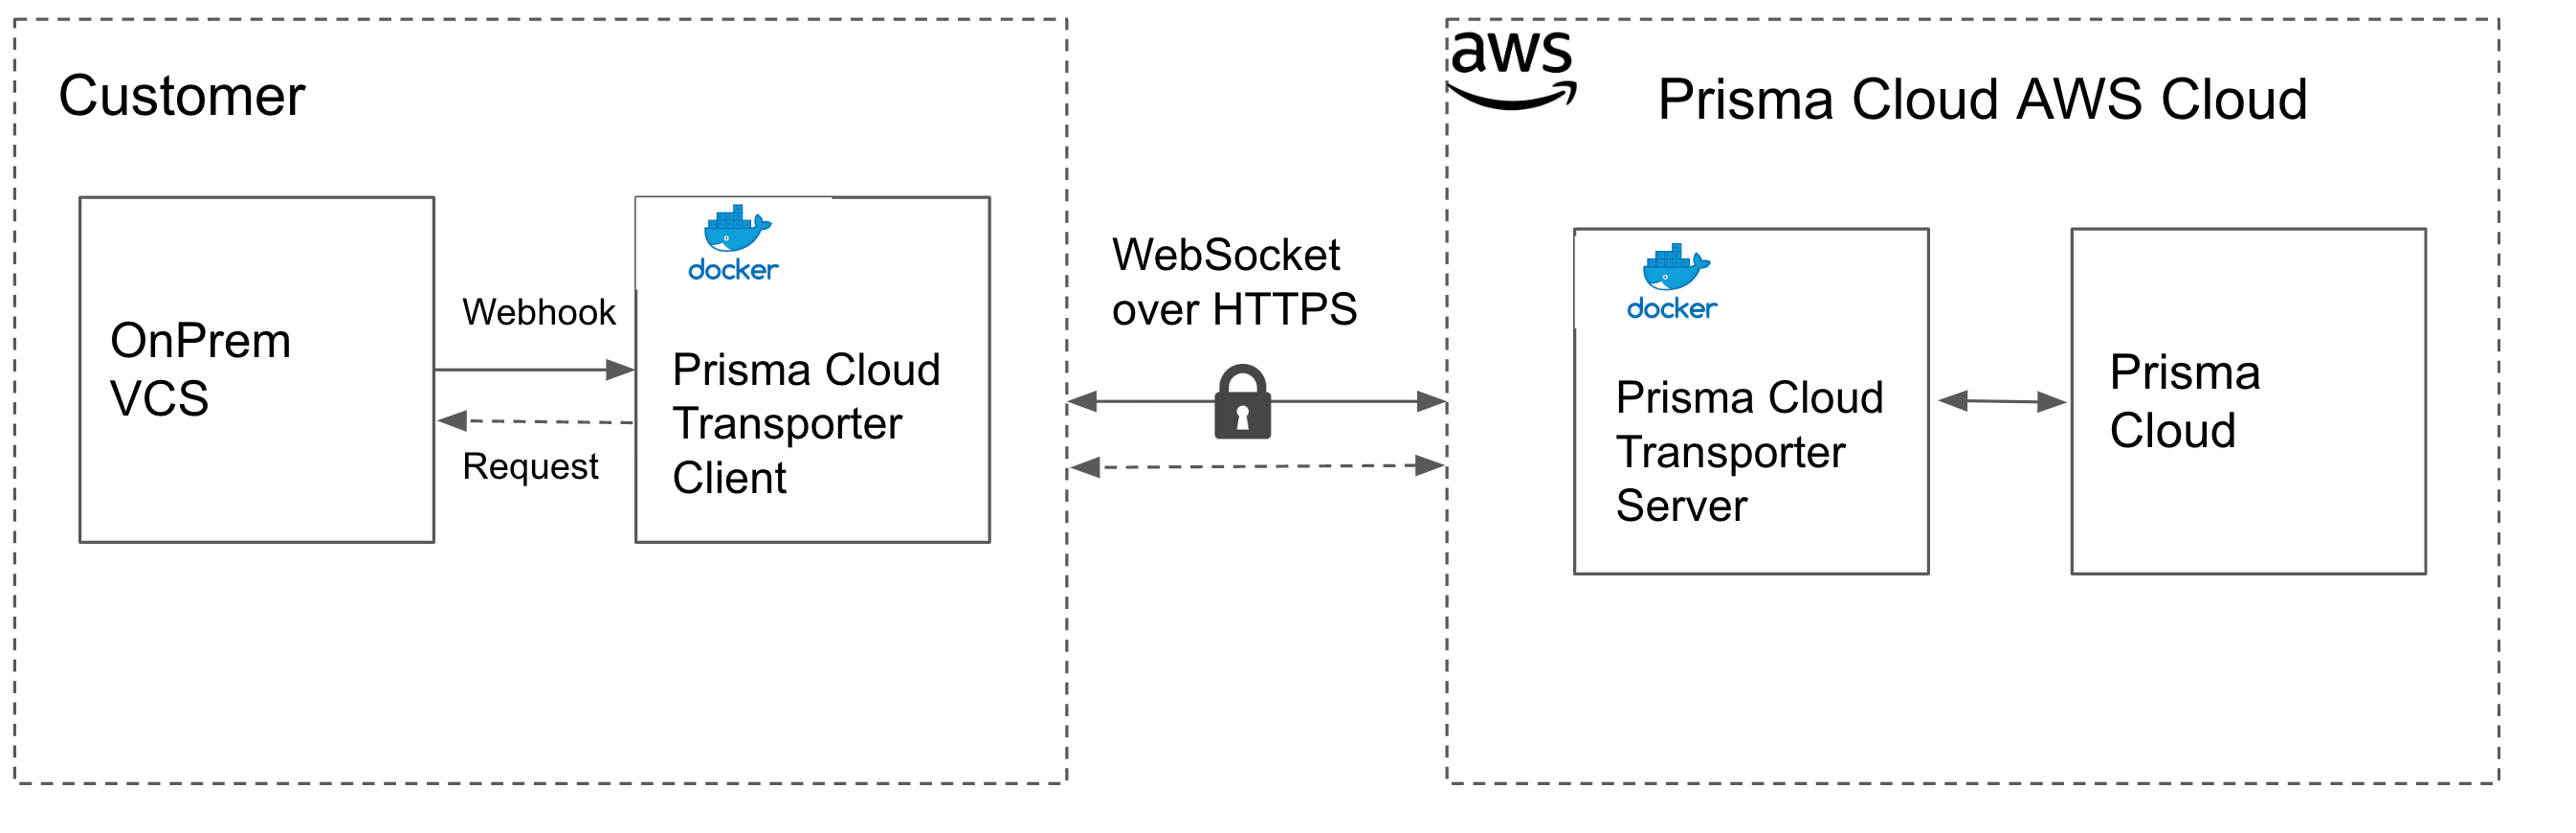 Customer
OnPrem
VCS
Webhook
Request
docker
Prisma Cloud
Transporter
Client
WebSocket
over HTTPS
aws
Prisma Cloud AWS Cloud
docker
Prisma Cloud
Transporter
Server
Prisma
Cloud